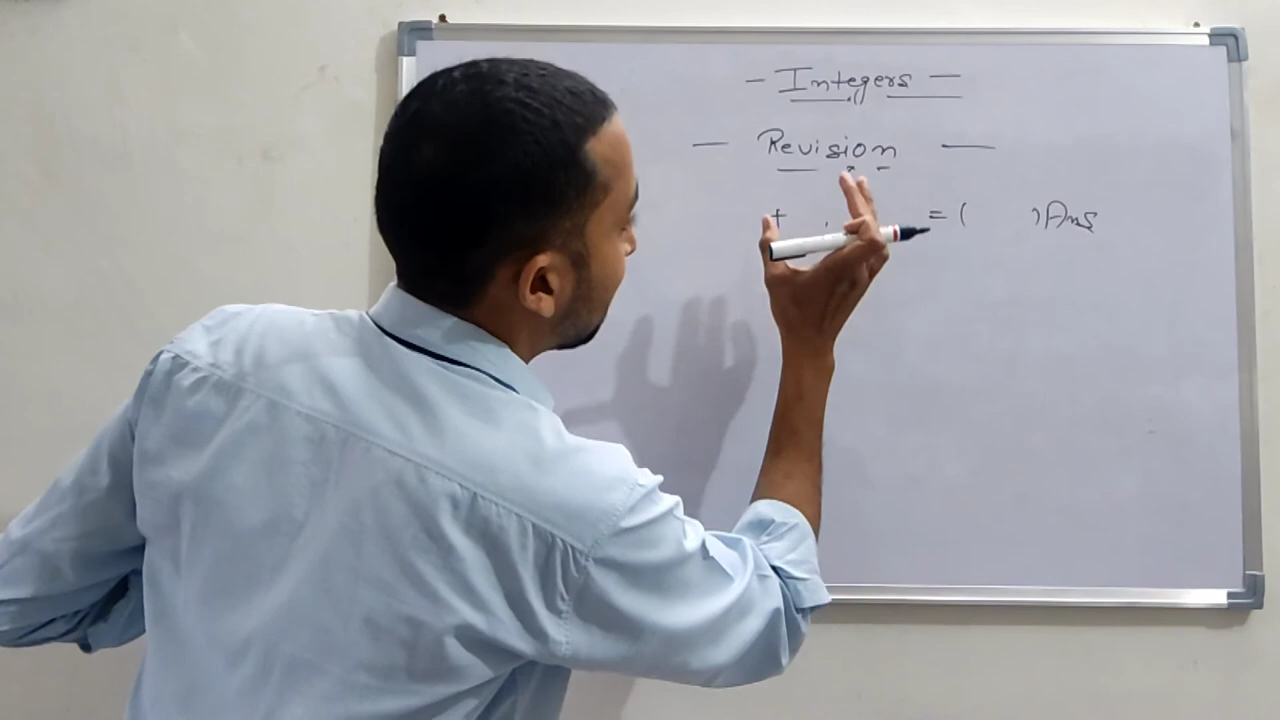 - Integers -
- Revision -
+ = ( ) Ans